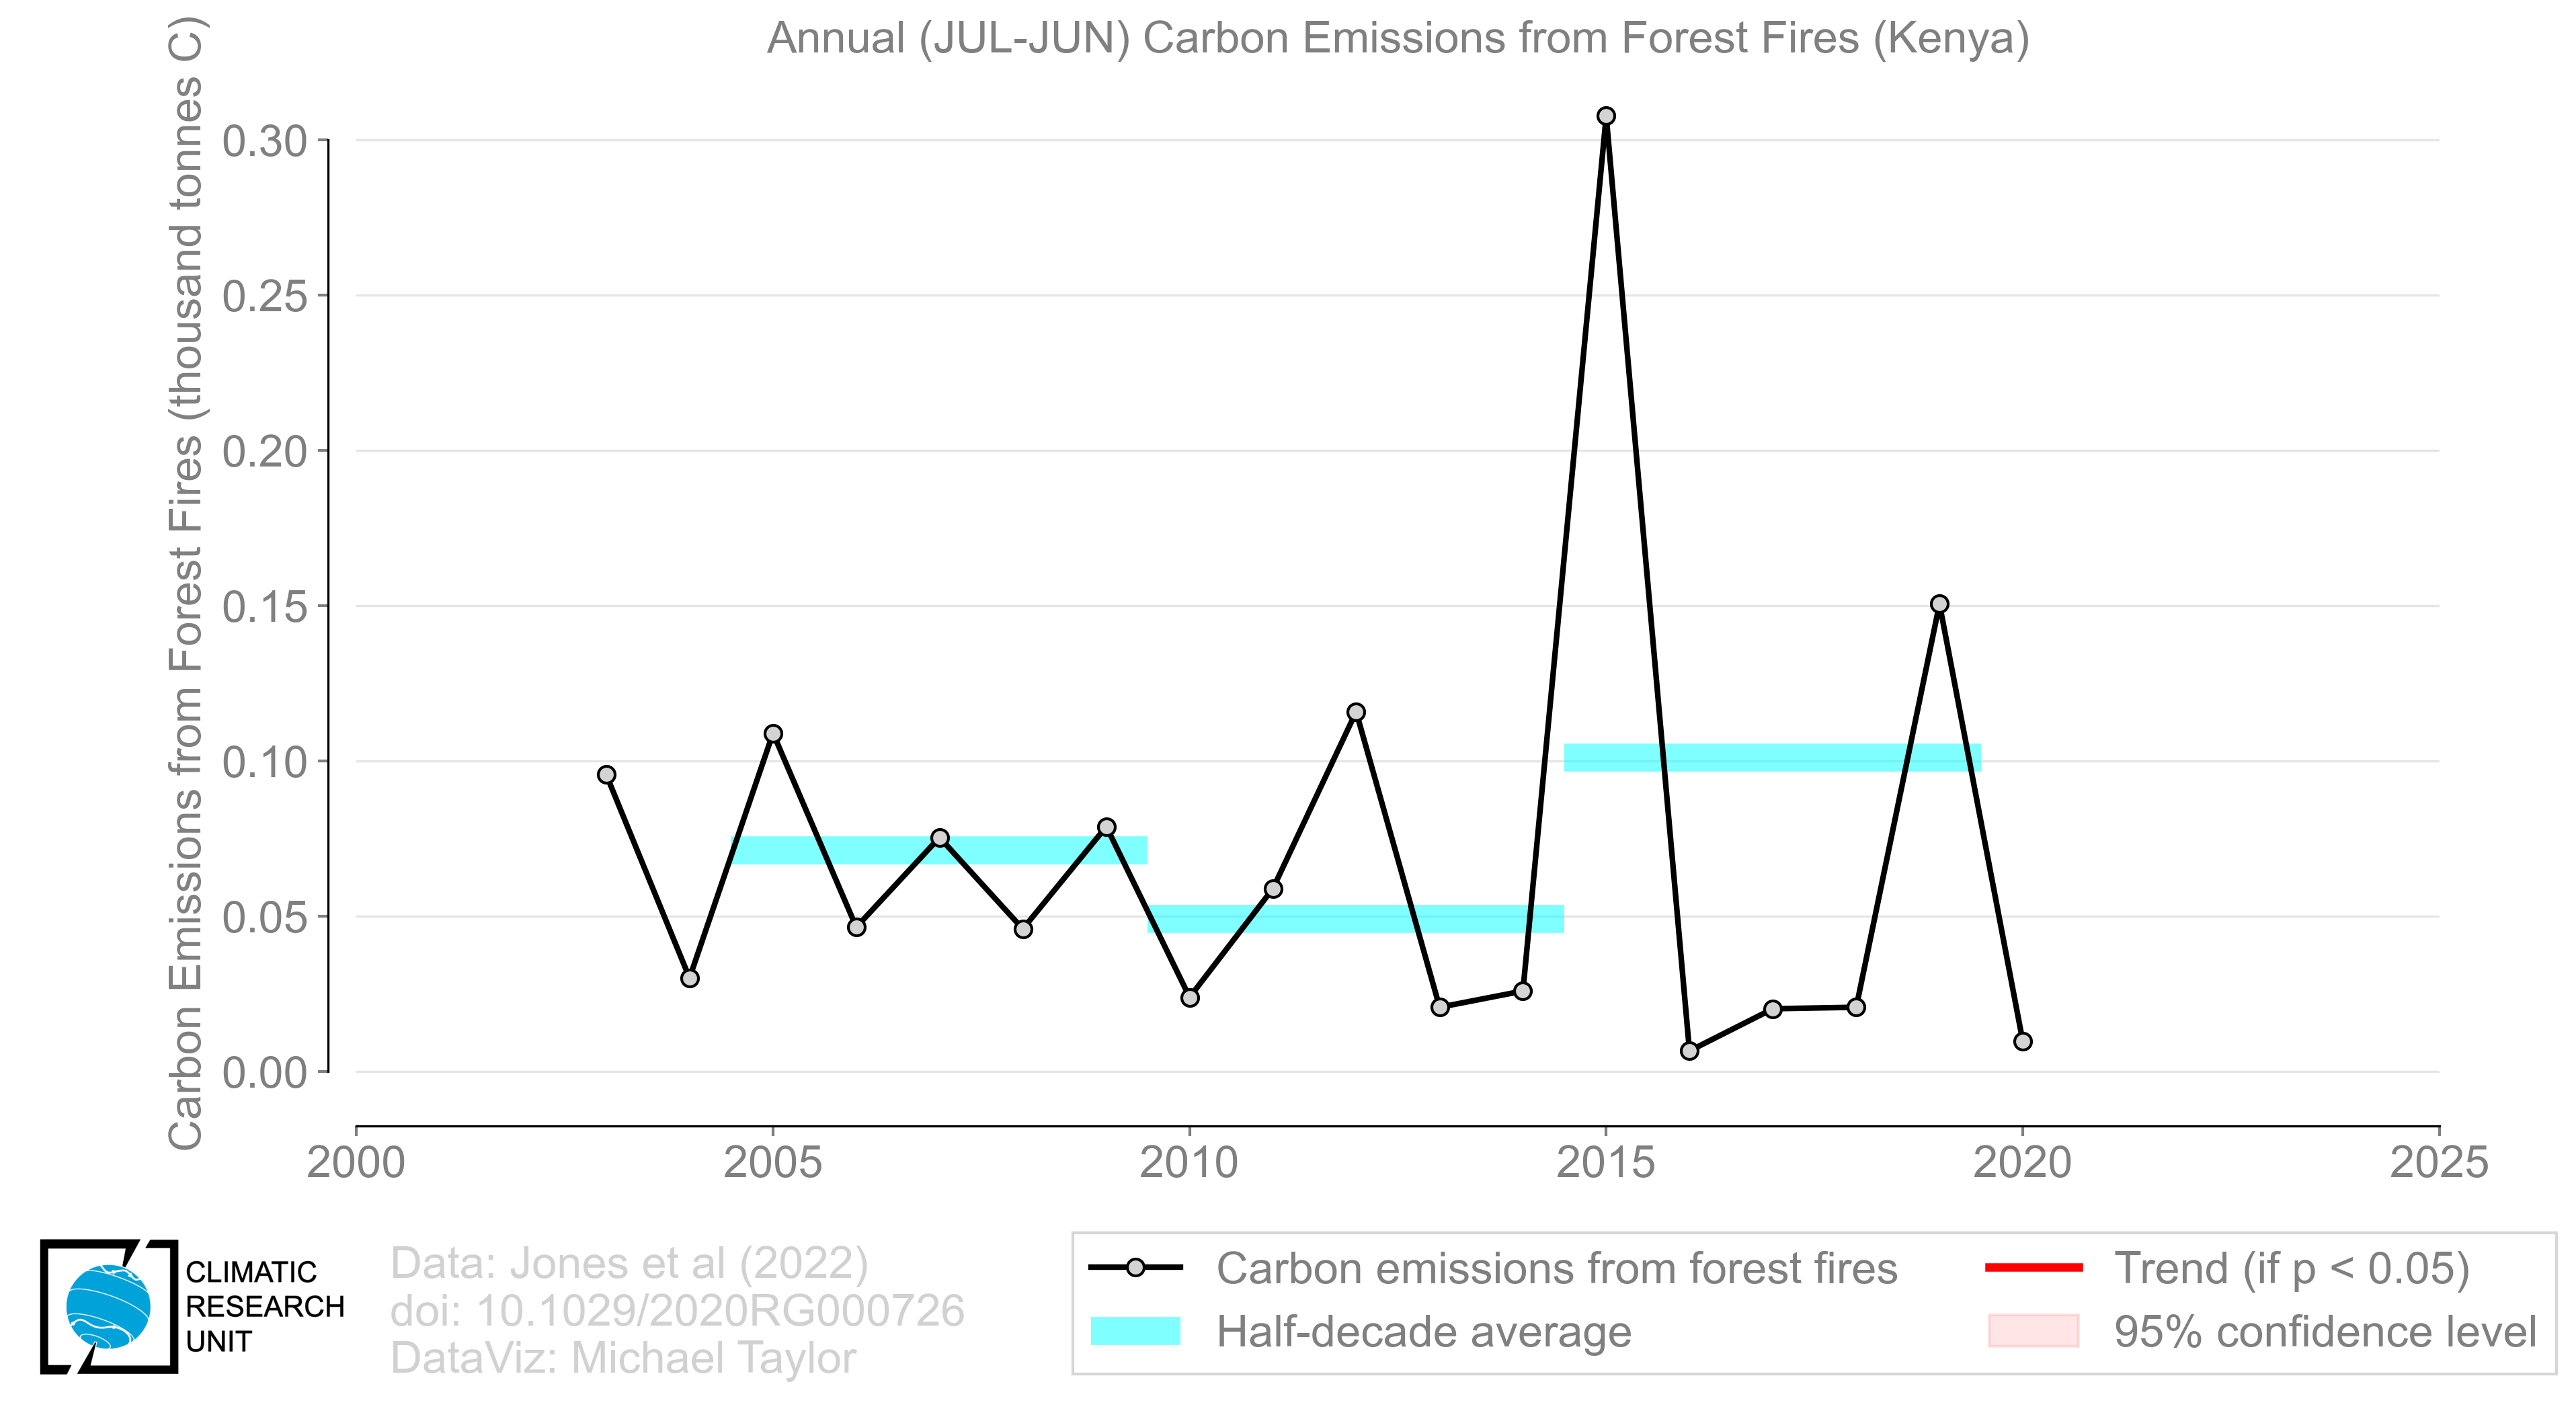 Annual (JUL-JUN) Carbon Emissions from Forest Fires (Kenya)
Carbon Emissions from Forest Fires (thousand tonnes C)
0.30
0.25
0.20
0.15
0.10
0.05
0.00
2000 2005 2010 2015 2020 2025
CLIMATIC
RESEARCH
UNIT
Data: Jones et al (2022)
doi: 10.1029/2020RG000726
DataViz: Michael Taylor
Carbon emissions from forest fires
Half-decade average
Trend (if p < 0.05)
95% confidence level